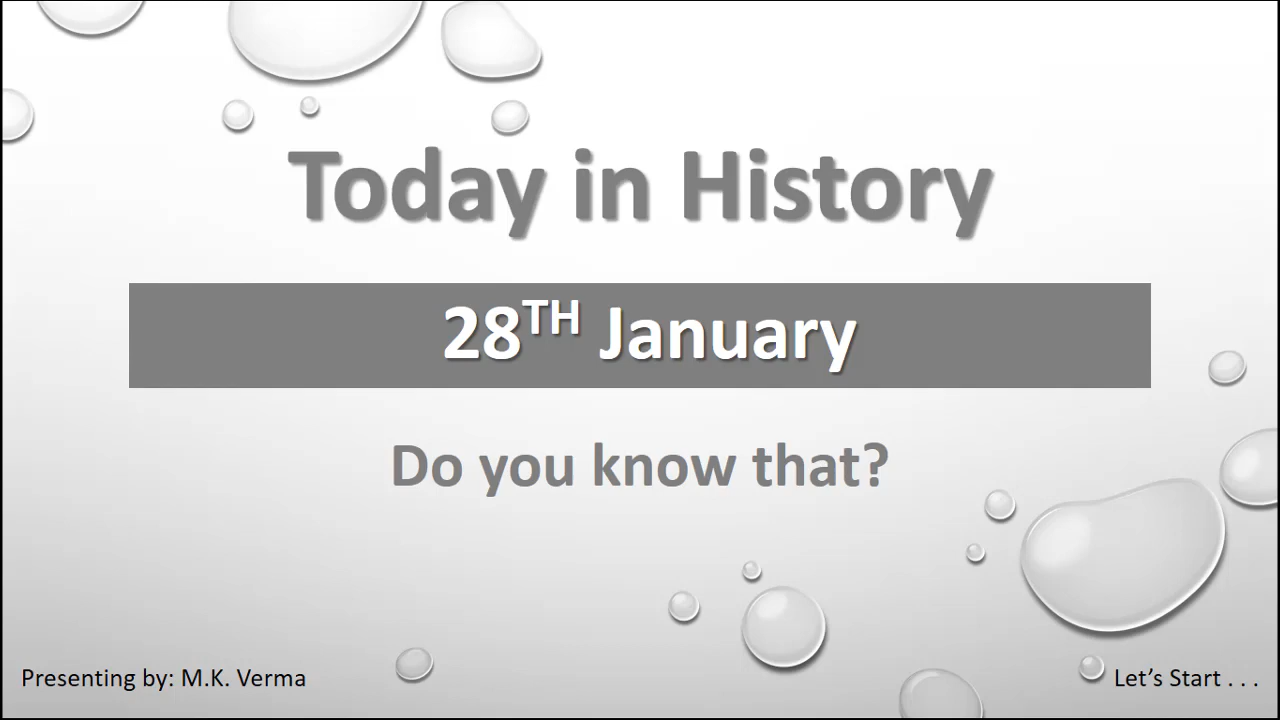 Today in History
28TH January
Do you know that?
Presenting by: M.K. Verma
Let’s Start . . .